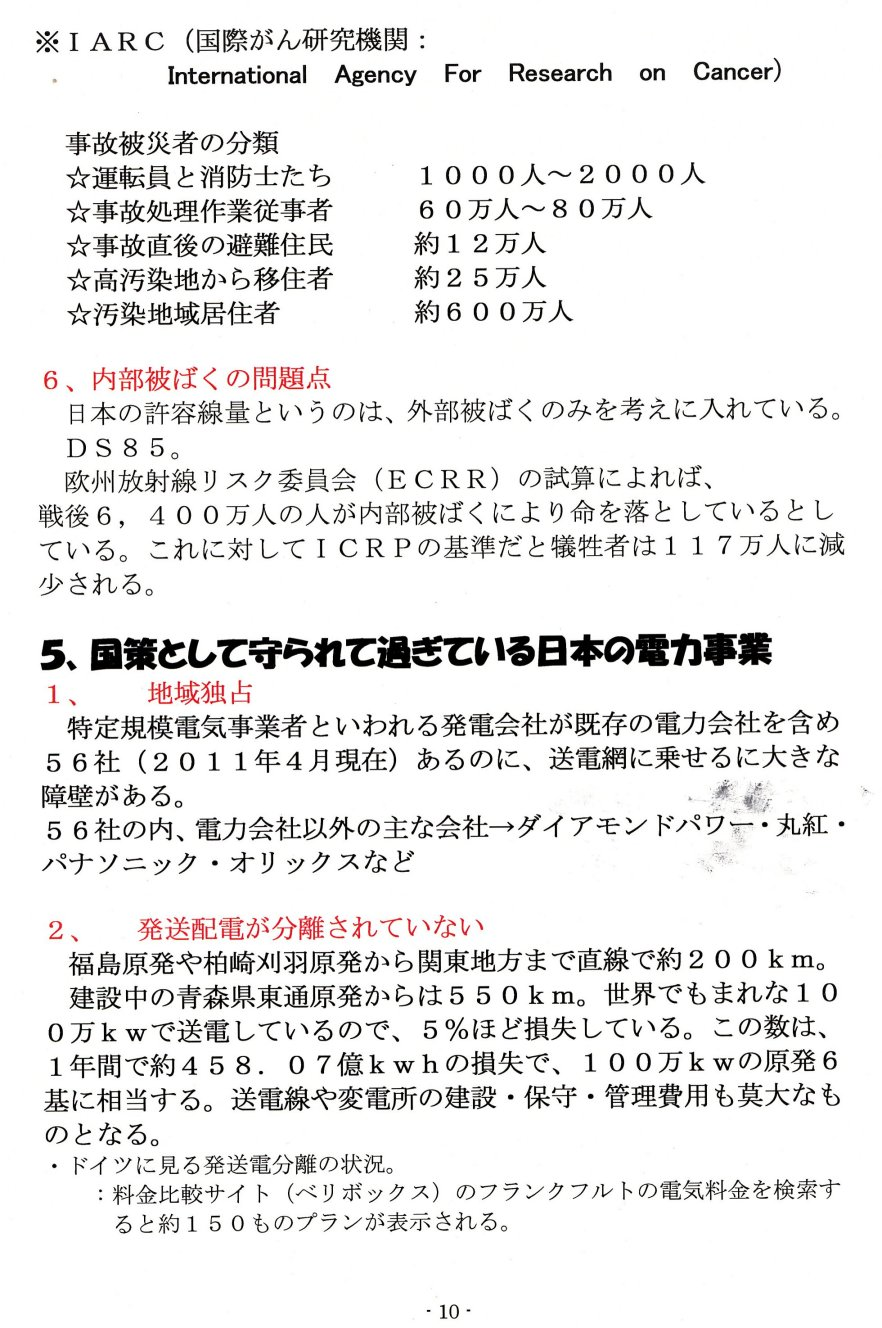 ※ＩＡＲＣ（国際がん研究機関：
International Agency For Research on Cancer）
事故被災者の分類
☆運転員と消防士たち １０００人～２０００人
☆事故処理作業従事者 ６０万人～８０万人
☆事故直後の避難住民 約１２万人
☆高汚染地から移住者 約２５万人
☆汚染地域居住者 約６００万人
６、内部被ばくの問題点
日本の許容線量というのは、外部被ばくのみを考えに入れている。
ＤＳ８５。
欧州放射線リスク委員会（ＥＣＲＲ）の試算によれば、
戦後６，４００万人の人が内部被ばくにより命を落としているとし
ている。これに対してＩＣＲＰの基準だと犠牲者は１１７万人に減
少される。
５、国策として守られて過ぎている日本の電力事業
１、 地域独占
特定規模電気事業者といわれる発電会社が既存の電力会社を含め
５６社（２０１１年４月現在）あるのに、送電網に乗せるに大きな
障壁がある。
５６社の内、電力会社以外の主な会社→ダイアモンドパワー・丸紅・
パナソニック・オリックスなど
２、 発送配電が分離されていない
福島原発や柏崎刈羽原発から関東地方まで直線で約２００ｋｍ。
建設中の青森県東通原発からは５５０ｋｍ。世界でもまれな１０
０万ｋｗで送電しているので、５％ほど損失している。この数は、
１年間で約４５８．０７億ｋｗｈの損失で、１００万ｋｗの原発６
基に相当する。送電線や変電所の建設・保守・管理費用も莫大なも
のとなる。
・ドイツに見る発送電分離の状況。
：料金比較サイト（ベリボックス）のフランクフルトの電気料金を検索す
ると約１５０ものプランが表示される。
- 10 -